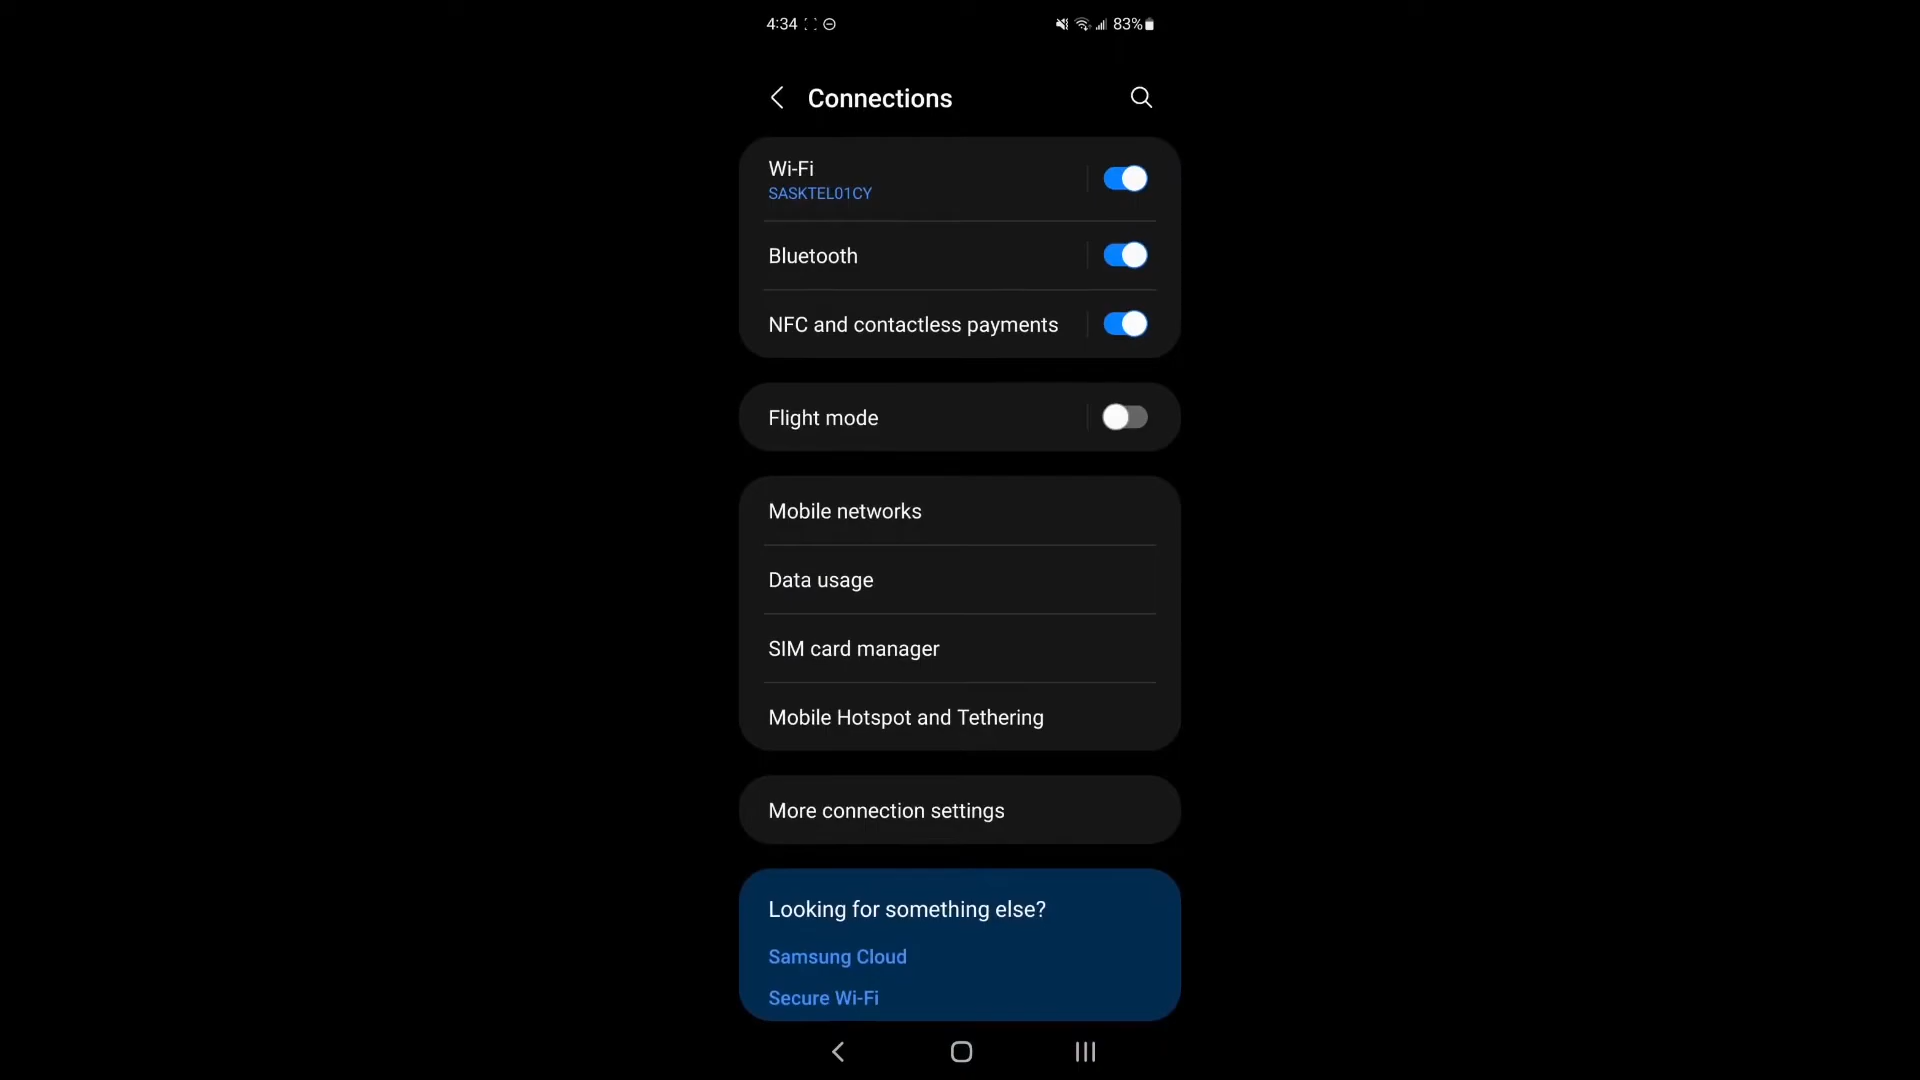 4:34
83%
Connections
Wi-Fi
SASKTEL01CY
Bluetooth
NFC and contactless payments
Flight mode
Mobile networks
Data usage
SIM card manager
Mobile Hotspot and Tethering
More connection settings
Looking for something else?
Samsung Cloud
Secure Wi-Fi